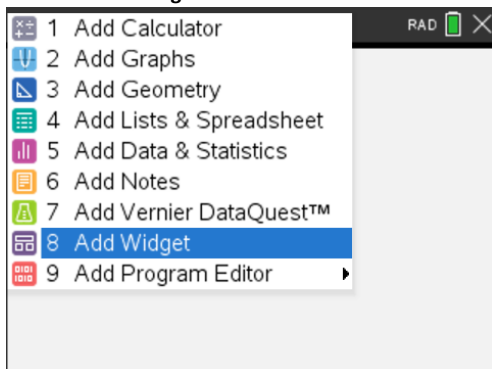 1 Add Calculator
RAD
2 Add Graphs
3 Add Geometry
4 Add Lists & Spreadsheet
5 Add Data & Statistics
6 Add Notes
7 Add Vernier DataQuest™
8 Add Widget
9 Add Program Editor